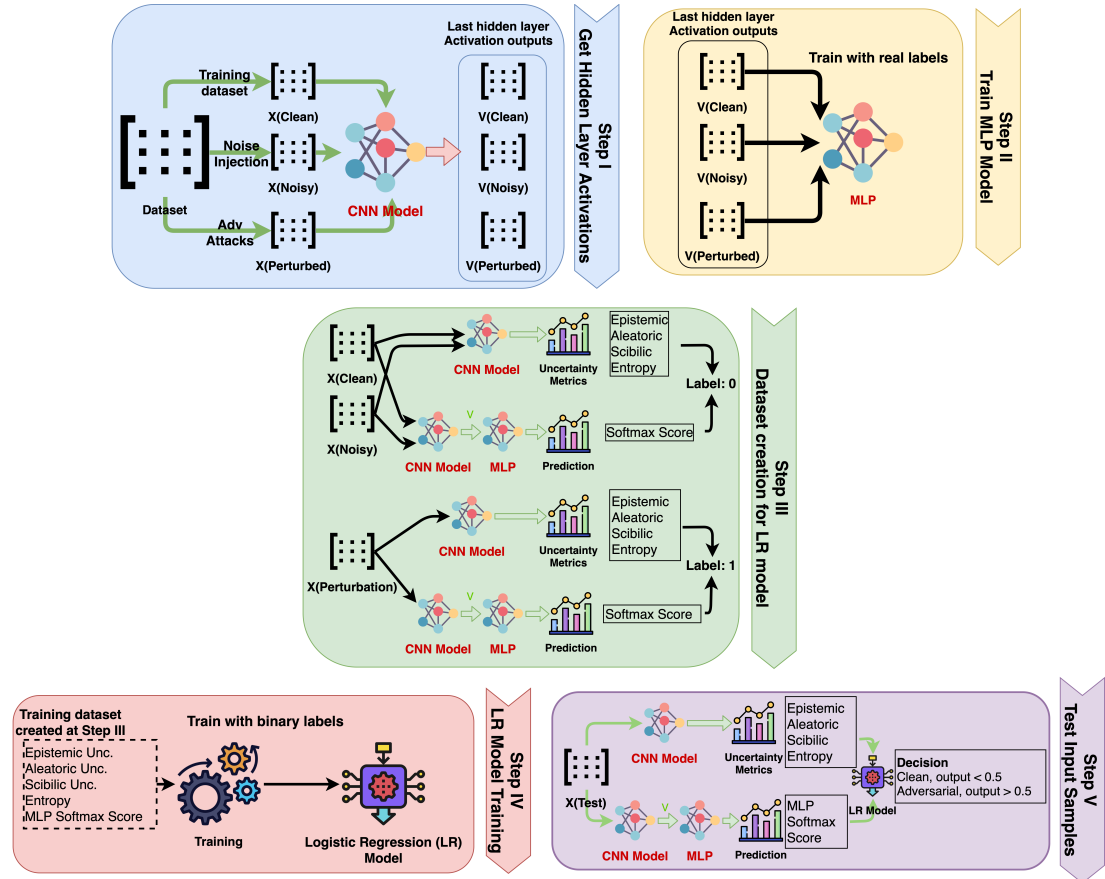 Last hidden layer
Activation outputs
Training
dataset
X(Clean)
V(Clean)
Noise
Injection
X(Noisy)
V(Noisy)
Dataset
CNN Model
Adv
Attacks
X(Perturbed)
V(Perturbed)
Step I
Get Hidden Layer Activations
Last hidden layer
Activation outputs
Train with real labels
V(Clean)
V(Noisy)
MLP
V(Perturbed)
Step II
Train MLP Model
X(Clean)
X(Noisy)
CNN Model
Uncertainty
Metrics
Epistemic
Aleatoric
Scibilic
Entropy
Label: 0
V
CNN Model
MLP
Prediction
Softmax Score
X(Perturbation)
CNN Model
Uncertainty
Metrics
Epistemic
Aleatoric
Scibilic
Entropy
Label: 1
V
CNN Model
MLP
Prediction
Softmax Score
Step III
Dataset creation for LR model
Training dataset
created at Step III
Epistemic Unc.
Aleatoric Unc.
Scibilic Unc.
Entropy
MLP Softmax Score
Train with binary labels
Training
Logistic Regression (LR)
Model
Step IV
LR Model Training
X(Test)
CNN Model
Uncertainty
Metrics
Epistemic
Aleatoric
Scibilic
Entropy
V
CNN Model
MLP
Prediction
MLP
Softmax
Score
LR Model
Decision
Clean, output < 0.5
Adversarial, output > 0.5
Step V
Test Input Samples